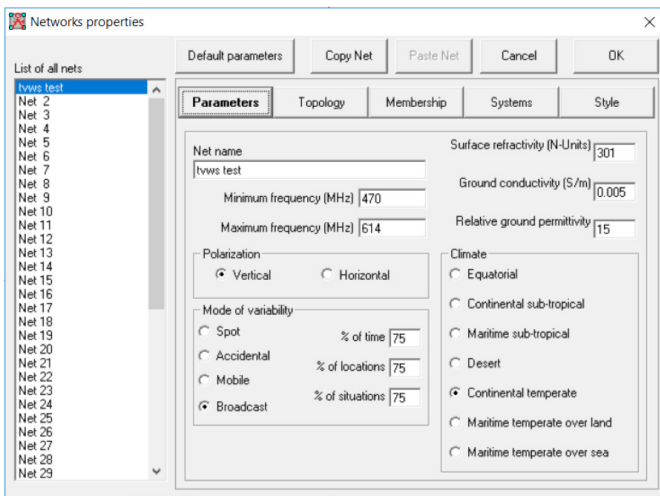 Networks properties
List of all nets
Default parameters
Copy Net
Paste Net
Cancel
OK
tvws test
Net 2
Net 3
Net 4
Net 5
Net 6
Net 7
Net 8
Net 9
Net 10
Net 11
Net 12
Net 13
Net 14
Net 15
Net 16
Net 17
Net 18
Net 19
Net 20
Net 21
Net 22
Net 23
Net 24
Net 25
Net 26
Net 27
Net 28
Net 29
Parameters
Topology
Membership
Systems
Style
Net name
tvws test
Minimum frequency (MHz) 470
Maximum frequency (MHz) 614
Surface refractivity (N-Units) 301
Ground conductivity (S/m) 0.005
Relative ground permittivity 15
Polarization
Vertical
Horizontal
Mode of variability
Spot
Accidental
Mobile
Broadcast
% of time 75
% of locations 75
% of situations 75
Climate
Equatorial
Continental sub-tropical
Maritime sub-tropical
Desert
Continental temperate
Maritime temperate over land
Maritime temperate over sea